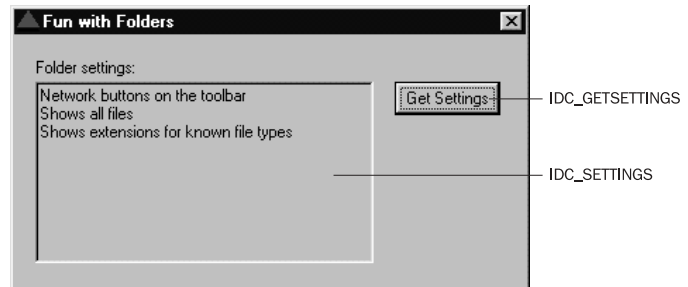 Fun with Folders
Folder settings:
Network buttons on the toolbar
Shows all files
Shows extensions for known file types
Get Settings
IDC_GETSETTINGS
IDC_SETTINGS